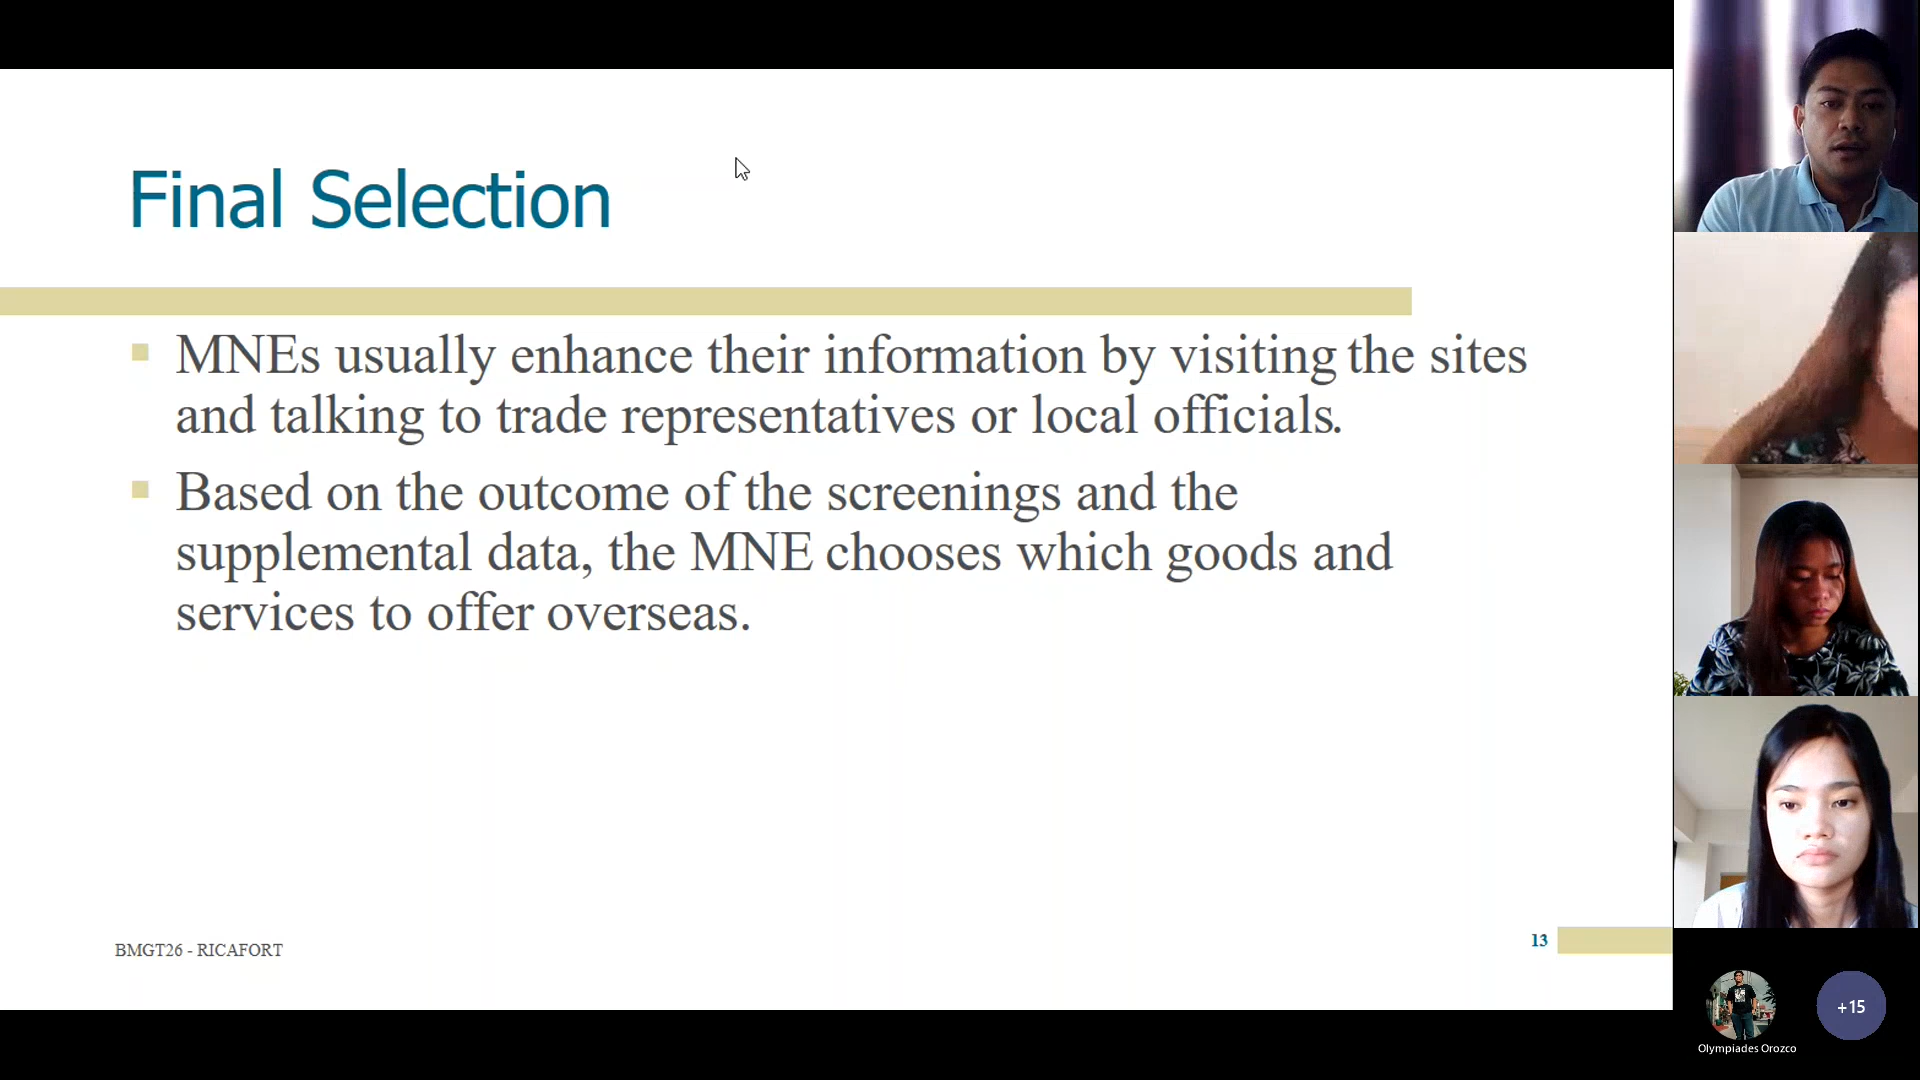 Final Selection
MNEs usually enhance their information by visiting the sites
and talking to trade representatives or local officials.
Based on the outcome of the screenings and the
supplemental data, the MNE chooses which goods and
services to offer overseas.
BMGT26 - RICAFORT
13
+15
Olympiades Orozco